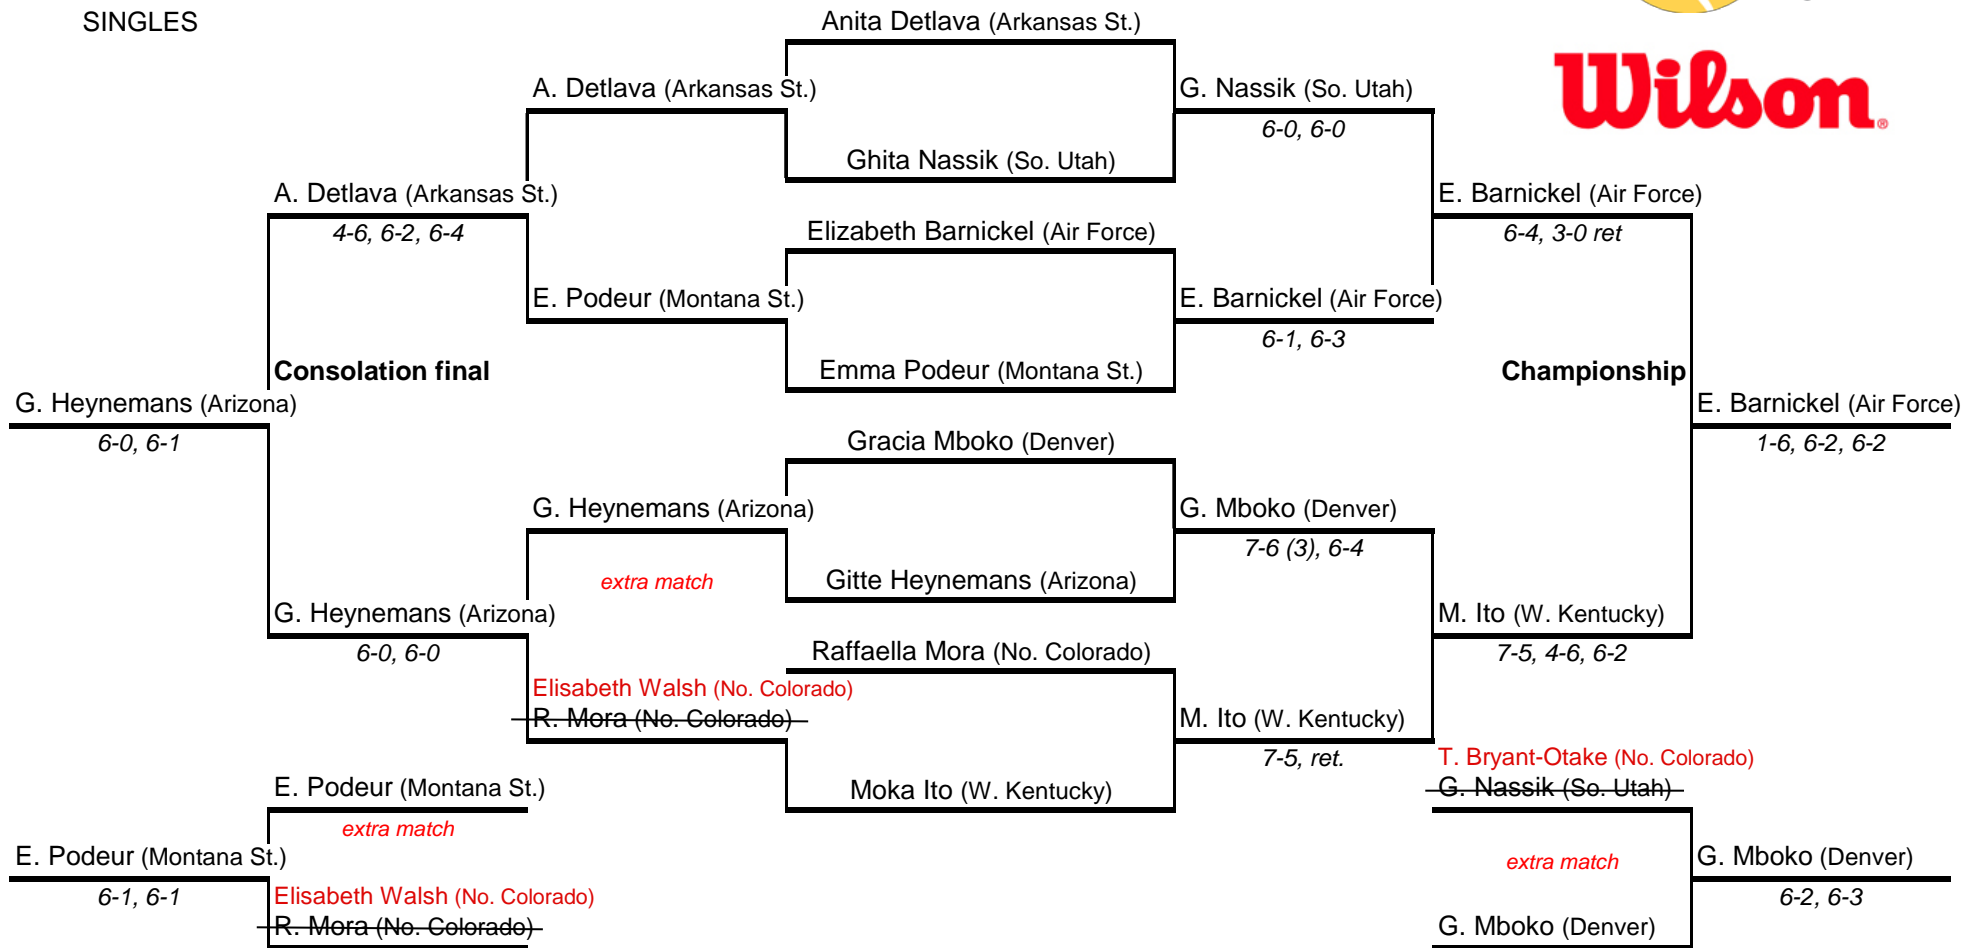 SINGLES
Anita Detlava (Arkansas St.)
Wilson
A. Detlava (Arkansas St.)
G. Nassik (So. Utah)
6-0, 6-0
Ghita Nassik (So. Utah)
A. Detlava (Arkansas St.)
E. Barnickel (Air Force)
4-6, 6-2, 6-4
Elizabeth Barnickel (Air Force)
6-4, 3-0 ret
E. Podeur (Montana St.)
E. Barnickel (Air Force)
6-1, 6-3
Consolation final
Emma Podeur (Montana St.)
Championship
G. Heynemans (Arizona)
E. Barnickel (Air Force)
6-0, 6-1
Gracia Mboko (Denver)
1-6, 6-2, 6-2
G. Heynemans (Arizona)
G. Mboko (Denver)
7-6 (3), 6-4
extra match
Gitte Heynemans (Arizona)
G. Heynemans (Arizona)
M. Ito (W. Kentucky)
6-0, 6-0
Raffaella Mora (No. Colorado)
7-5, 4-6, 6-2
Elisabeth Walsh (No. Colorado)
R. Mora (No. Colorado)
M. Ito (W. Kentucky)
7-5, ret.
T. Bryant-Otake (No. Colorado)
E. Podeur (Montana St.)
Moka Ito (W. Kentucky)
G. Nassik (So. Utah)
extra match
E. Podeur (Montana St.)
extra match
G. Mboko (Denver)
6-1, 6-1
Elisabeth Walsh (No. Colorado)
6-2, 6-3
R. Mora (No. Colorado)
G. Mboko (Denver)